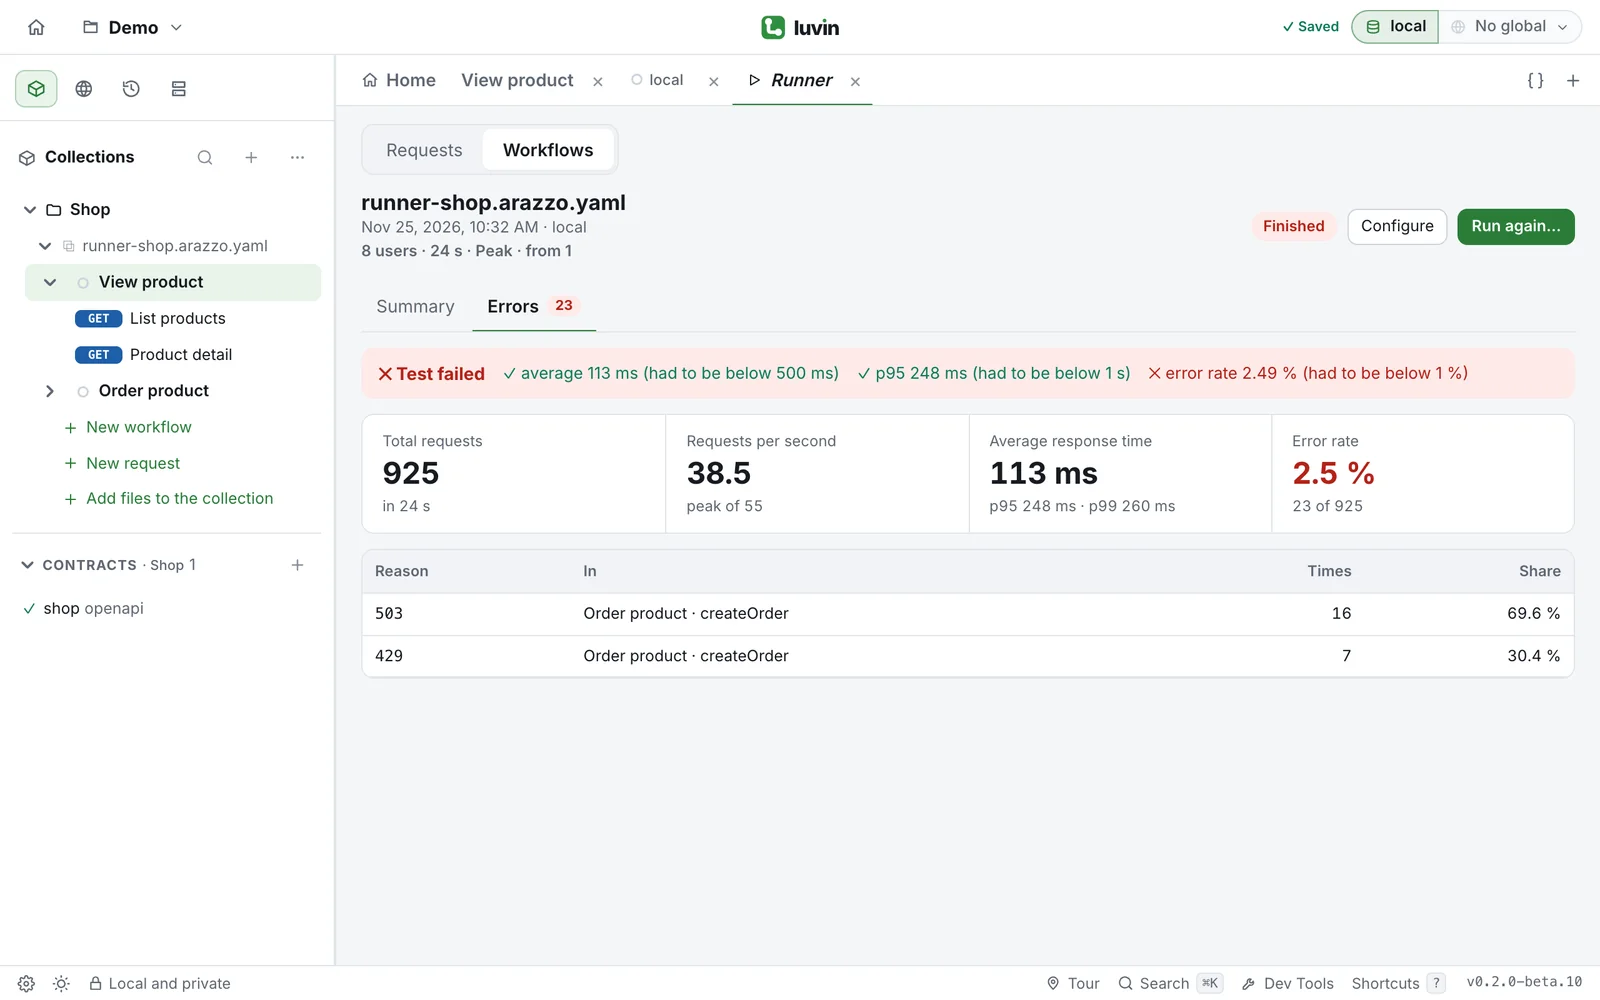 Demo
luvin
Saved
local
No global
Home
View product
local
Runner
Collections
Shop
runner-shop.arazzo.yaml
View product
GET List products
GET Product detail
Order product
New workflow
New request
Add files to the collection
CONTRACTS · Shop 1
shop openapi
Requests
Workflows
runner-shop.arazzo.yaml
Nov 25, 2026, 10:32 AM · local
8 users · 24 s · Peak · from 1
Finished
Configure
Run again...
Summary
Errors 23
Test failed
average 113 ms (had to be below 500 ms)
p95 248 ms (had to be below 1 s)
error rate 2.49 % (had to be below 1 %)
Total requests
925
in 24 s
Requests per second
38.5
peak of 55
Average response time
113 ms
p95 248 ms · p99 260 ms
Error rate
2.5 %
23 of 925
Reason In Times Share
503 Order product · createOrder 16 69.6 %
429 Order product · createOrder 7 30.4 %
Local and private
Tour
Search ⌘K
Dev Tools
Shortcuts ?
v0.2.0-beta.10